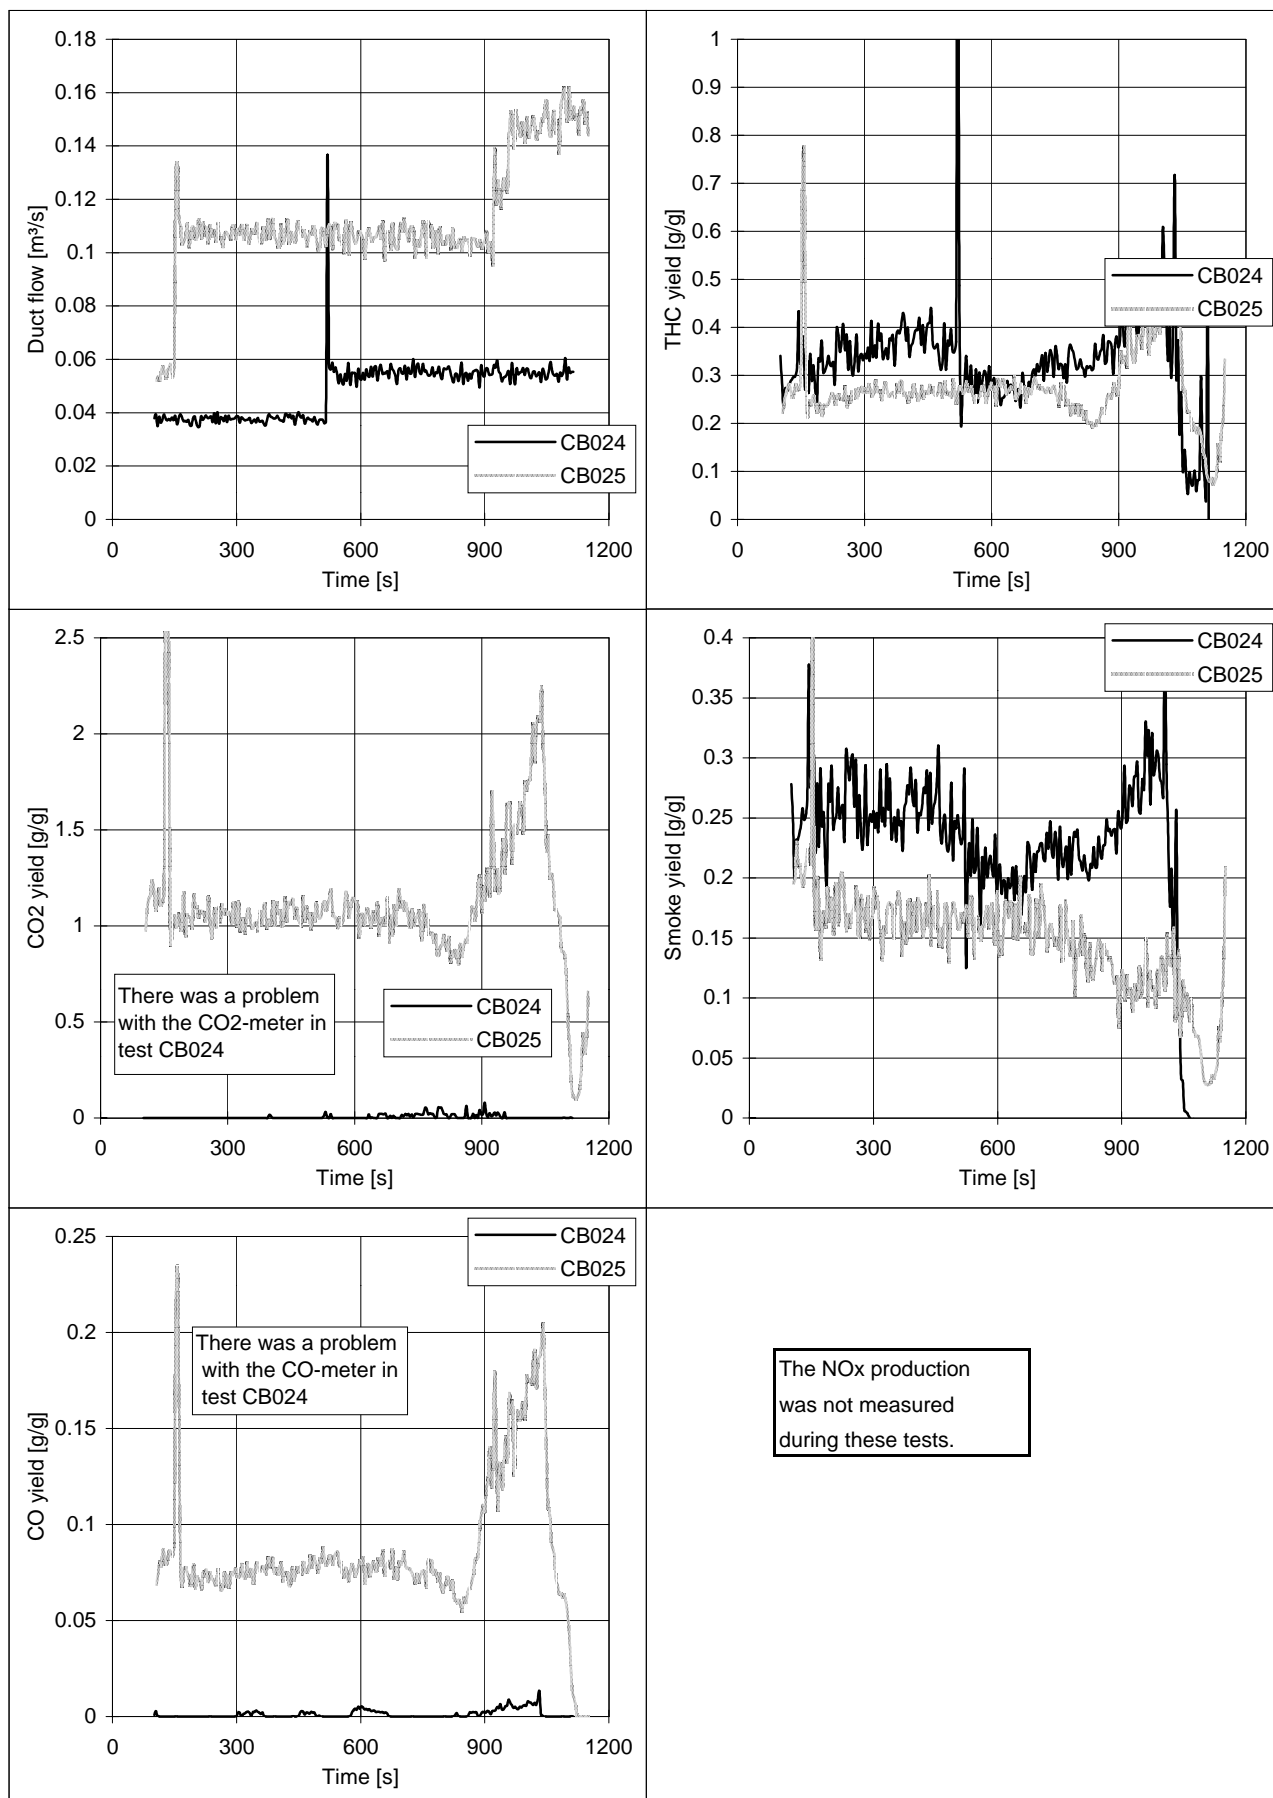 0.18
0.16
0.14
0.12
0.1
0.08
0.06
0.04
0.02
0
Duct flow [m³/s]
0
300
600
900
1200
Time [s]
CB024
CB025
1
0.9
0.8
0.7
0.6
0.5
0.4
0.3
0.2
0.1
0
THC yield [g/g]
0
300
600
900
1200
Time [s]
CB024
CB025
2.5
2
1.5
1
0.5
0
CO2 yield [g/g]
0
300
600
900
1200
Time [s]
There was a problem
with the CO2-meter in
test CB024
CB024
CB025
0.4
0.35
0.3
0.25
0.2
0.15
0.1
0.05
0
Smoke yield [g/g]
0
300
600
900
1200
Time [s]
CB024
CB025
0.25
0.2
0.15
0.1
0.05
0
CO yield [g/g]
0
300
600
900
1200
Time [s]
CB024
CB025
There was a problem
with the CO-meter in
test CB024
The NOx production
was not measured
during these tests.